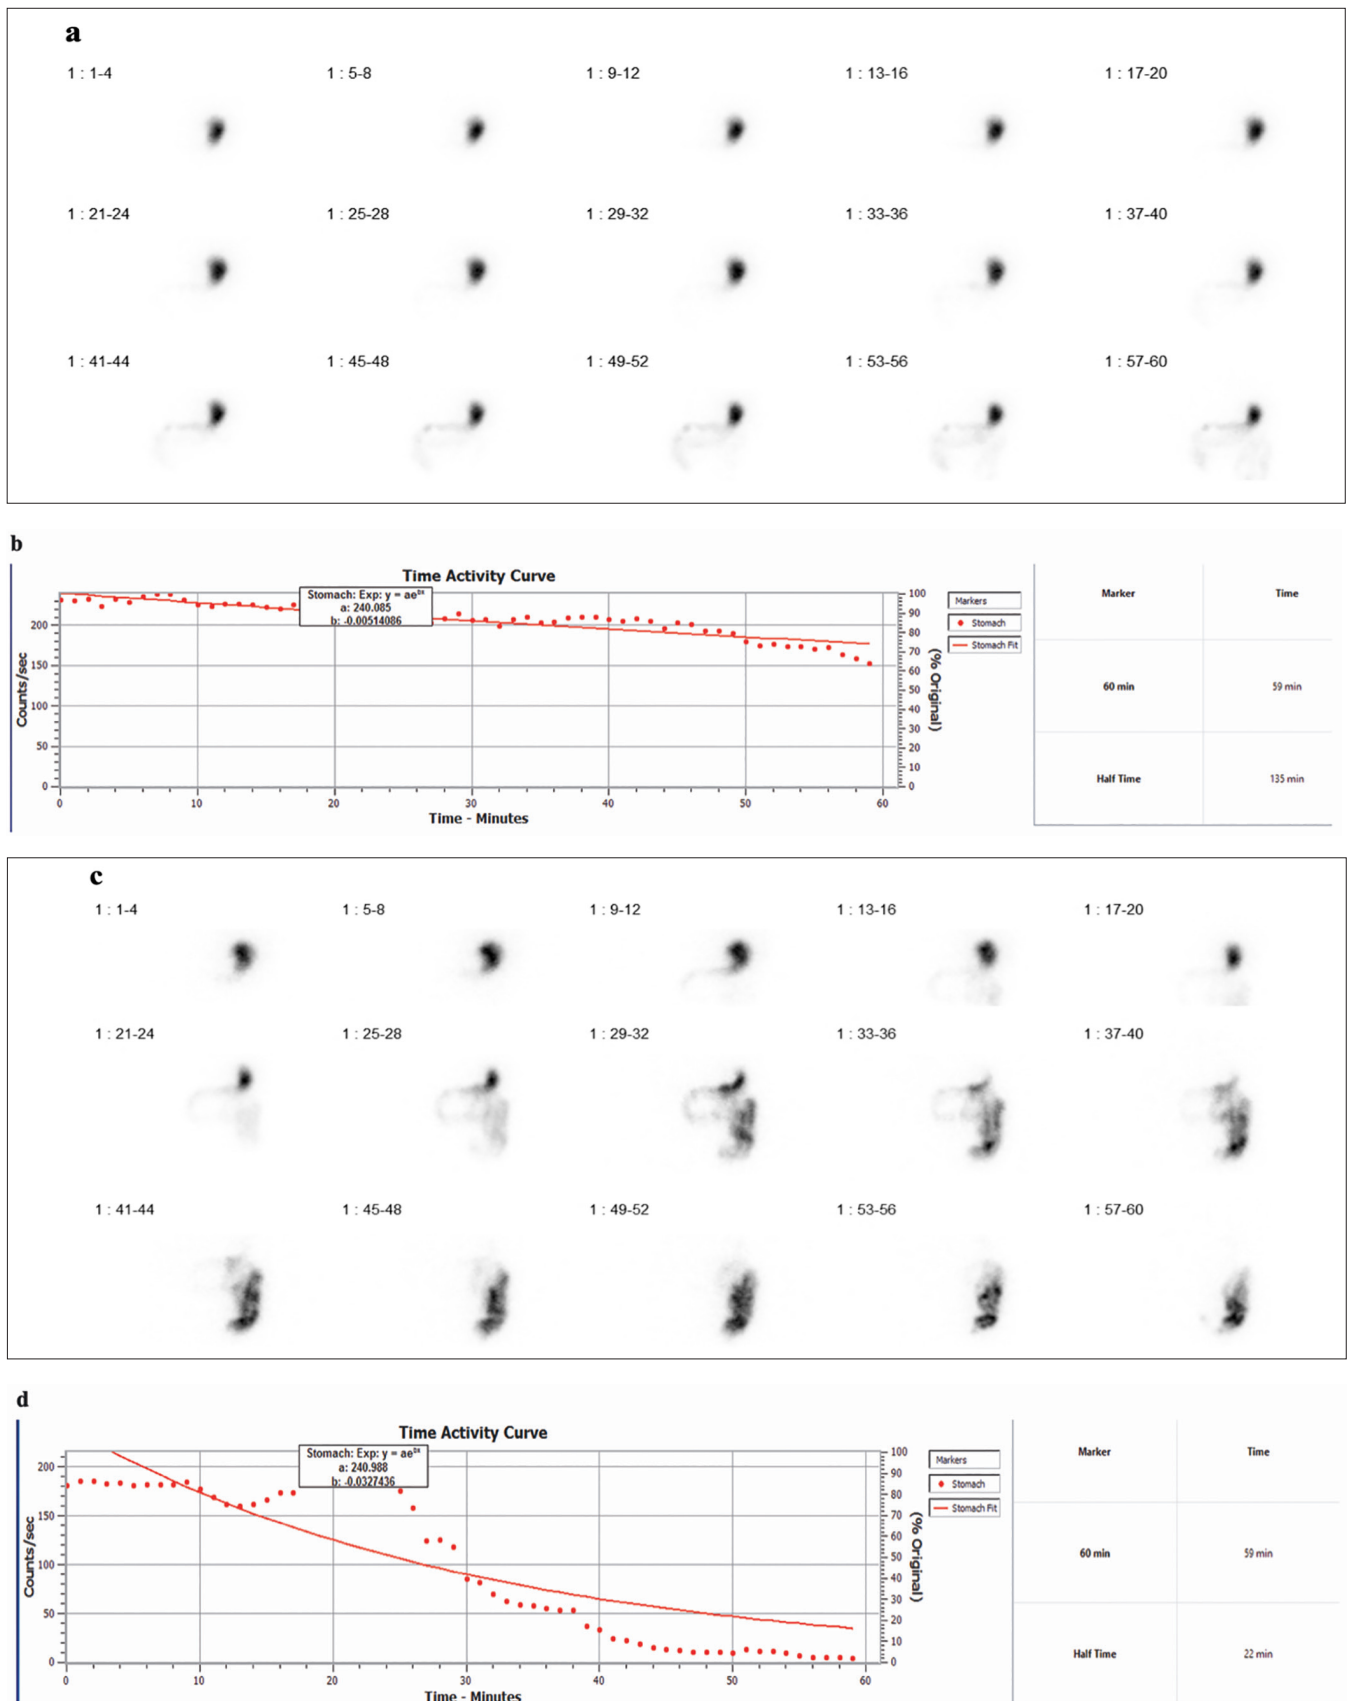 a
1 : 1-4 1 : 5-8 1 : 9-12 1 : 13-16 1 : 17-20
1 : 21-24 1 : 25-28 1 : 29-32 1 : 33-36 1 : 37-40
1 : 41-44 1 : 45-48 1 : 49-52 1 : 53-56 1 : 57-60
b
Time Activity Curve
Stomach: Exp: y = ae^bx
a: 240.085
b: -0.00514086
Counts/sec
200
150
100
50
0
0 10 20 30 40 50 60
Time - Minutes
100
90
80
70
60
50
40
30
20
10
0
(% Original)
Markers
Stomach
Stomach Fit
Marker Time
60 min 59 min
Half Time 135 min
c
1 : 1-4 1 : 5-8 1 : 9-12 1 : 13-16 1 : 17-20
1 : 21-24 1 : 25-28 1 : 29-32 1 : 33-36 1 : 37-40
1 : 41-44 1 : 45-48 1 : 49-52 1 : 53-56 1 : 57-60
d
Time Activity Curve
Stomach: Exp: y = ae^bx
a: 240.988
b: -0.0327436
Counts/sec
200
150
100
50
0
0 10 20 30 40 50 60
Time - Minutes
100
90
80
70
60
50
40
30
20
10
0
(% Original)
Markers
Stomach
Stomach Fit
Marker Time
60 min 59 min
Half Time 22 min